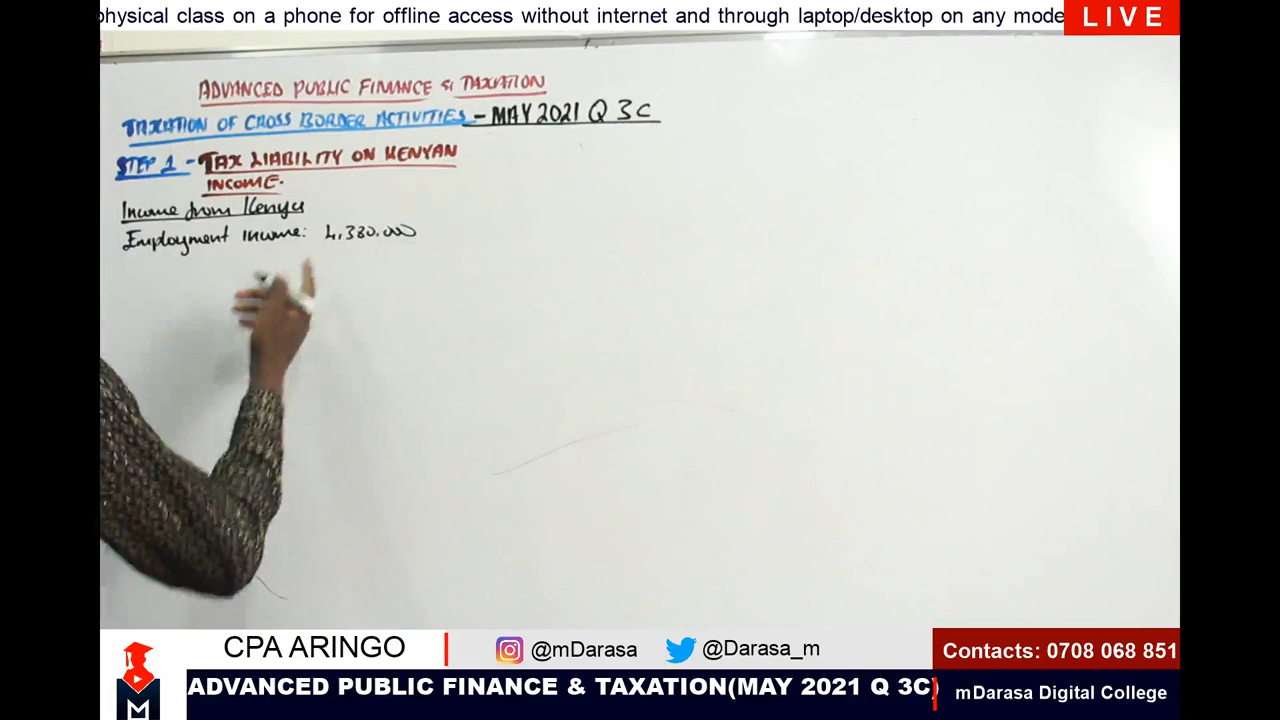 physical class on a phone for offline access without internet and through laptop/desktop on any mode
LIVE
ADVANCED PUBLIC FINANCE & TAXATION
TAXATION OF CROSS BORDER ACTIVITIES - MAY 2021 Q 3C
STEP 1 - TAX LIABILITY ON KENYAN
INCOME.
Income from Kenya
Employment income: 4,380,000
CPA ARINGO
@mDarasa
@Darasa_m
Contacts: 0708 068 851
ADVANCED PUBLIC FINANCE & TAXATION(MAY 2021 Q 3C)
mDarasa Digital College